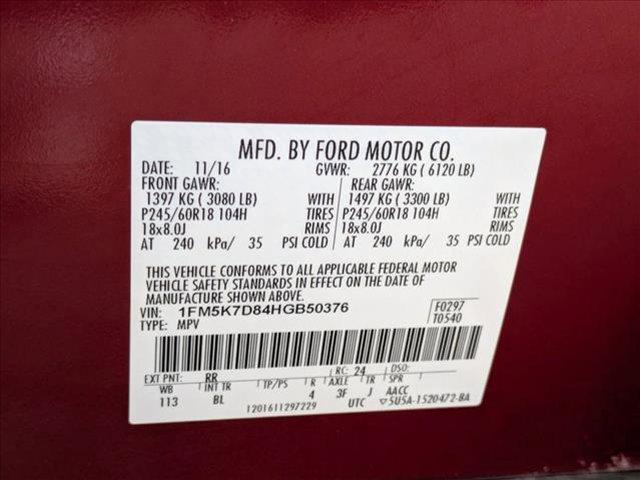 MFD. BY FORD MOTOR CO.
DATE: 11/16 GVWR: 2776 KG ( 6120 LB)
FRONT GAWR: REAR GAWR:
1397 KG ( 3080 LB) WITH 1497 KG ( 3300 LB) WITH
P245/60R18 104H TIRES P245/60R18 104H TIRES
18x8.0J RIMS 18x8.0J RIMS
AT 240 kPa/ 35 PSI COLD AT 240 kPa/ 35 PSI COLD
THIS VEHICLE CONFORMS TO ALL APPLICABLE FEDERAL MOTOR
VEHICLE SAFETY STANDARDS IN EFFECT ON THE DATE OF
MANUFACTURE SHOWN ABOVE.
VIN: 1FM5K7D84HGB50376 F0297
TYPE: MPV T0540
EXT PNT: RR RC: 24 DSO:
WB INT TR TP/PS R AXLE TR SPR
113 BL 4 3F J AACC
1201611297229 UTC 5U5A-1520472-BA